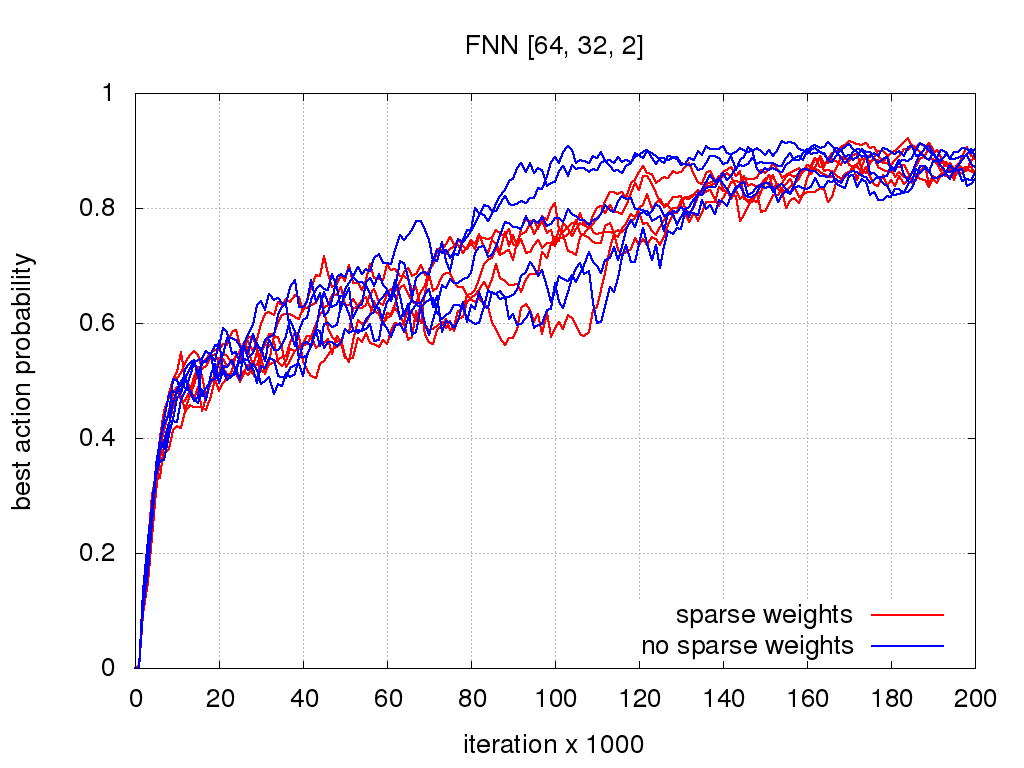 FNN [64, 32, 2]
1
0.8
0.6
0.4
0.2
0
best action probability
sparse weights
no sparse weights
0 20 40 60 80 100 120 140 160 180 200
iteration x 1000